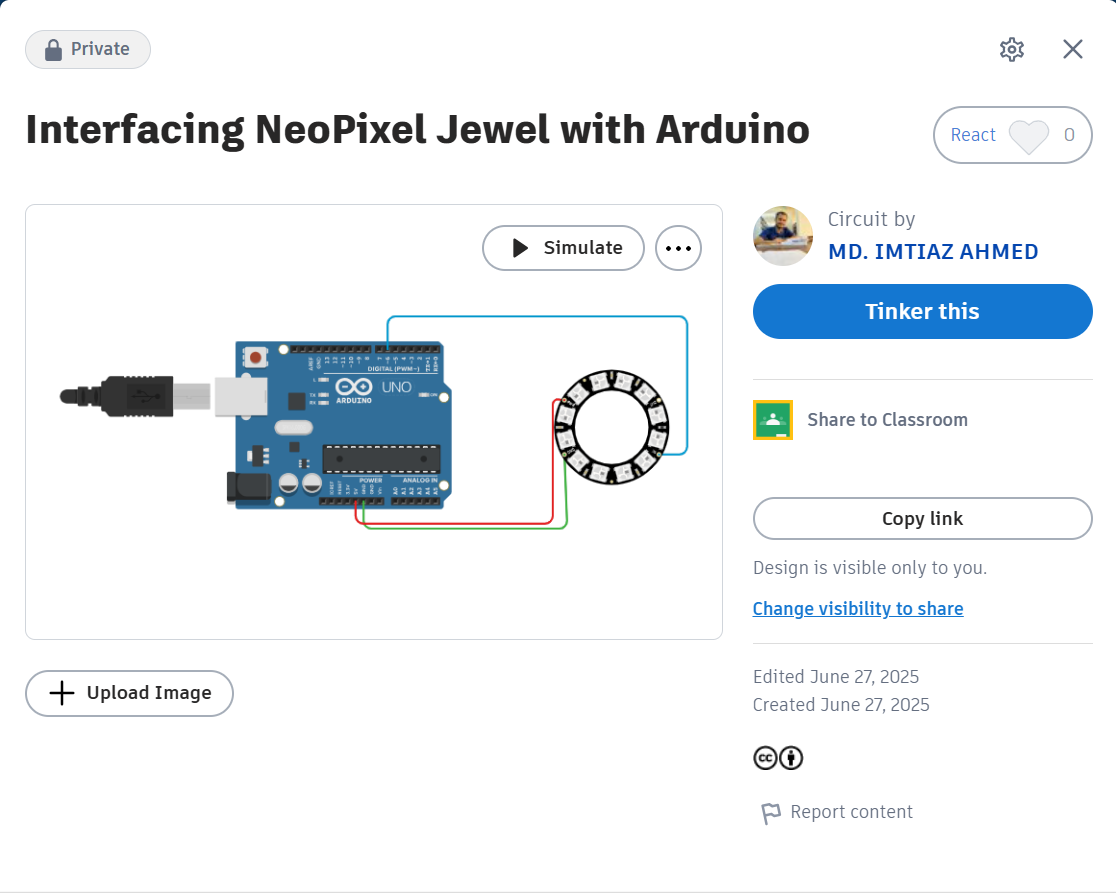 Private
Interfacing NeoPixel Jewel with Arduino
React 0
Simulate
Circuit by
MD. IMTIAZ AHMED
Tinker this
DIGITAL (PWM~)
UNO
ARDUINO
POWER
ANALOG IN
Share to Classroom
Copy link
Design is visible only to you.
Change visibility to share
Upload Image
Edited June 27, 2025
Created June 27, 2025
cc
Report content